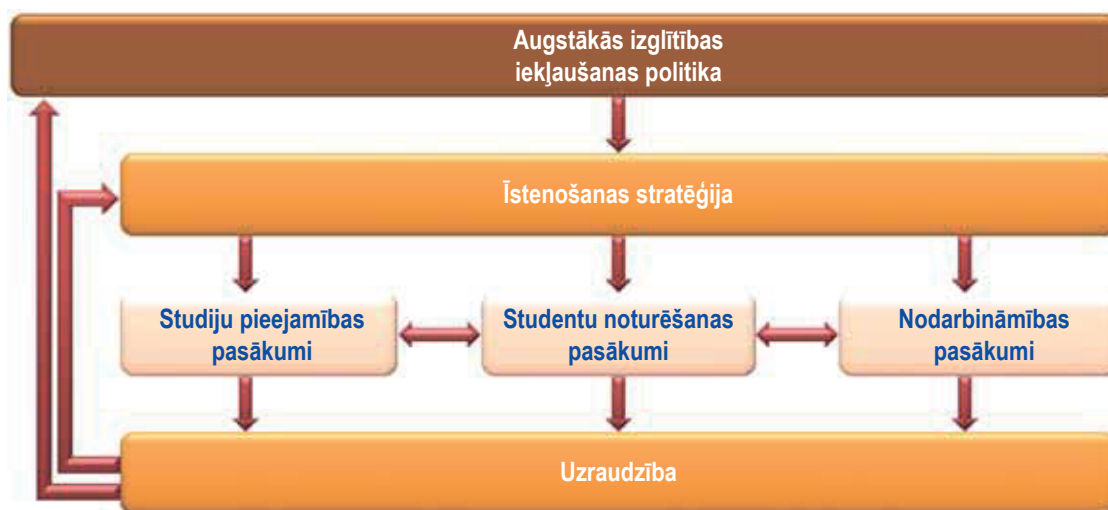 Augstākās izglītības
iekļaušanas politika
Īstenošanas stratēģija
Studiju pieejamības
pasākumi
Studentu noturēšanas
pasākumi
Nodarbināmības
pasākumi
Uzraudzība